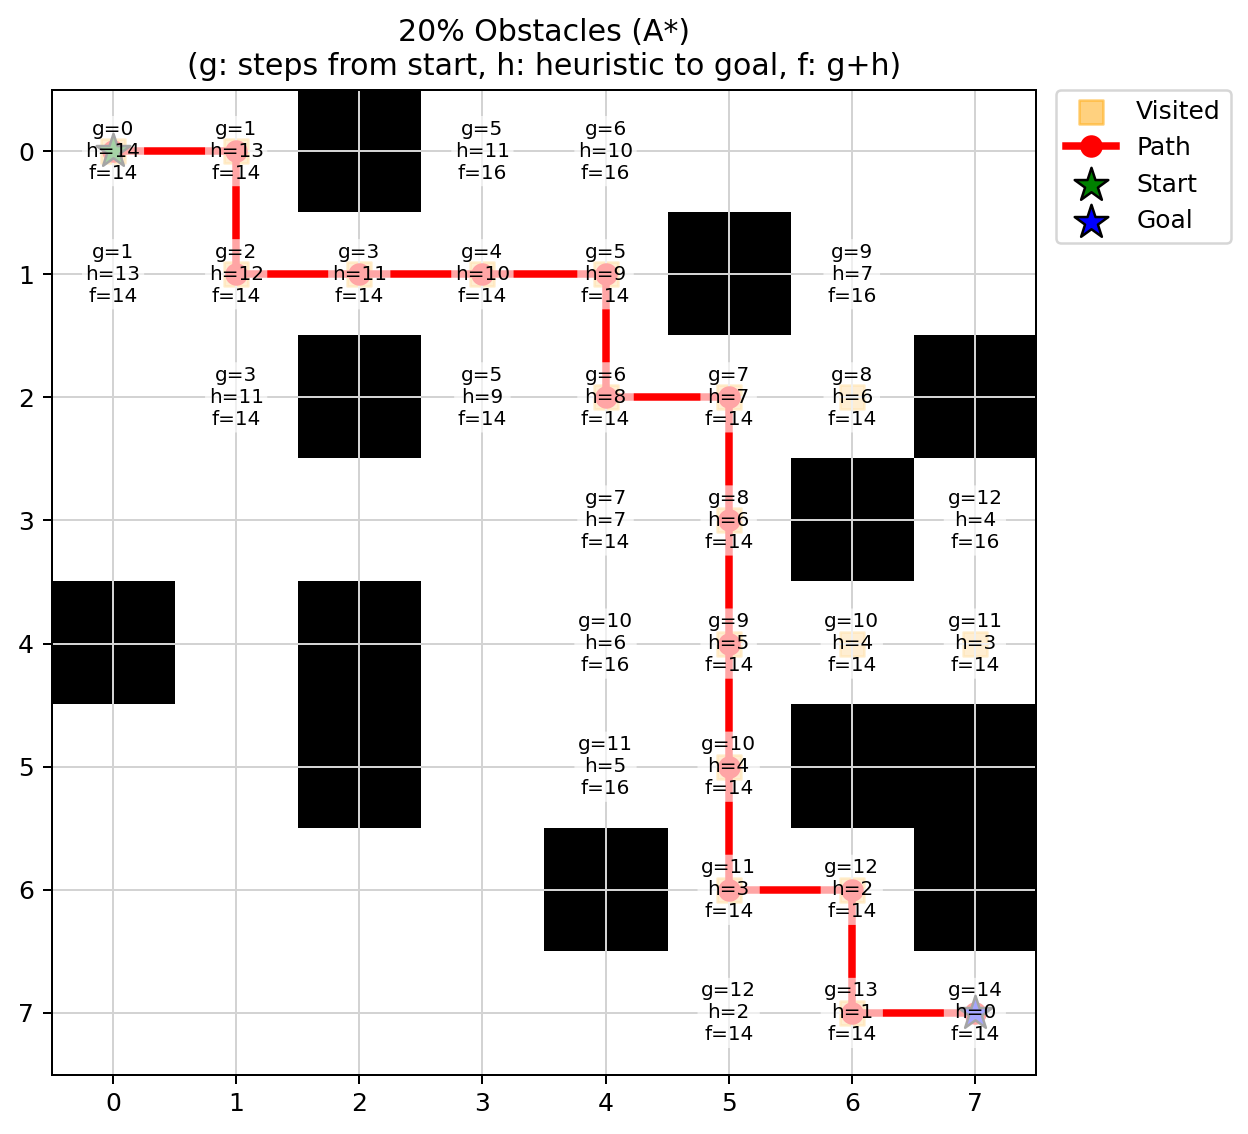 20% Obstacles (A*)
(g: steps from start, h: heuristic to goal, f: g+h)
Visited
Path
Start
Goal
0
g=0
h=14
f=14
g=1
h=13
f=14
g=5
h=11
f=16
g=6
h=10
f=16
1
g=1
h=13
f=14
g=2
h=12
f=14
g=3
h=11
f=14
g=4
h=10
f=14
g=5
h=9
f=14
g=9
h=7
f=16
2
g=3
h=11
f=14
g=5
h=9
f=14
g=6
h=8
f=14
g=7
h=7
f=14
g=8
h=6
f=14
3
g=7
h=7
f=14
g=8
h=6
f=14
g=12
h=4
f=16
4
g=10
h=6
f=16
g=9
h=5
f=14
g=10
h=4
f=14
g=11
h=3
f=14
5
g=11
h=5
f=16
g=10
h=4
f=14
6
g=11
h=3
f=14
g=12
h=2
f=14
7
g=12
h=2
f=14
g=13
h=1
f=14
g=14
h=0
f=14
0 1 2 3 4 5 6 7